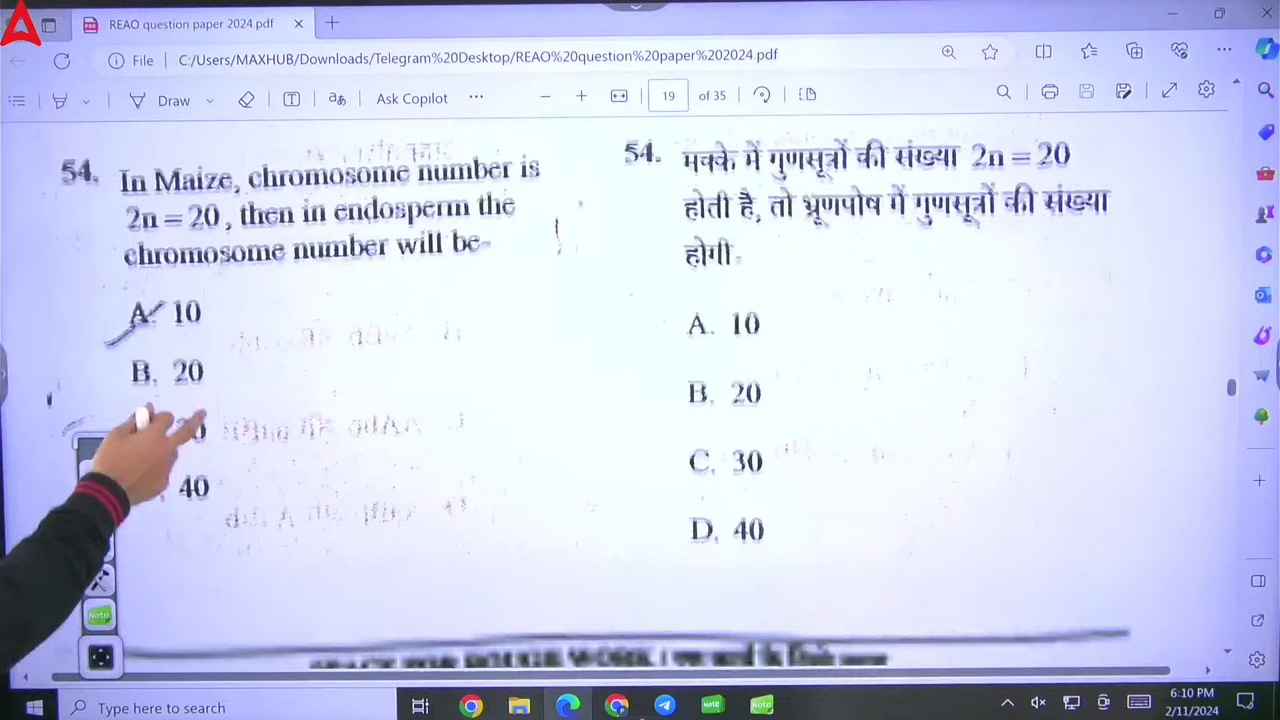 REAO question paper 2024.pdf
File
C:/Users/MAXHUB/Downloads/Telegram%20Desktop/REAO%20question%20paper%202024.pdf
Draw
Ask Copilot
19 of 35
54. In Maize, chromosome number is
2n = 20, then in endosperm the
chromosome number will be-
A. 10
B. 20
40
54. मक्के में गुणसूत्रों की संख्या 2n = 20
होती है, तो भ्रूणपोष में गुणसूत्रों की संख्या
होगी-
A. 10
B. 20
C. 30
D. 40
Note
Type here to search
Note
Note
6:10 PM
2/11/2024